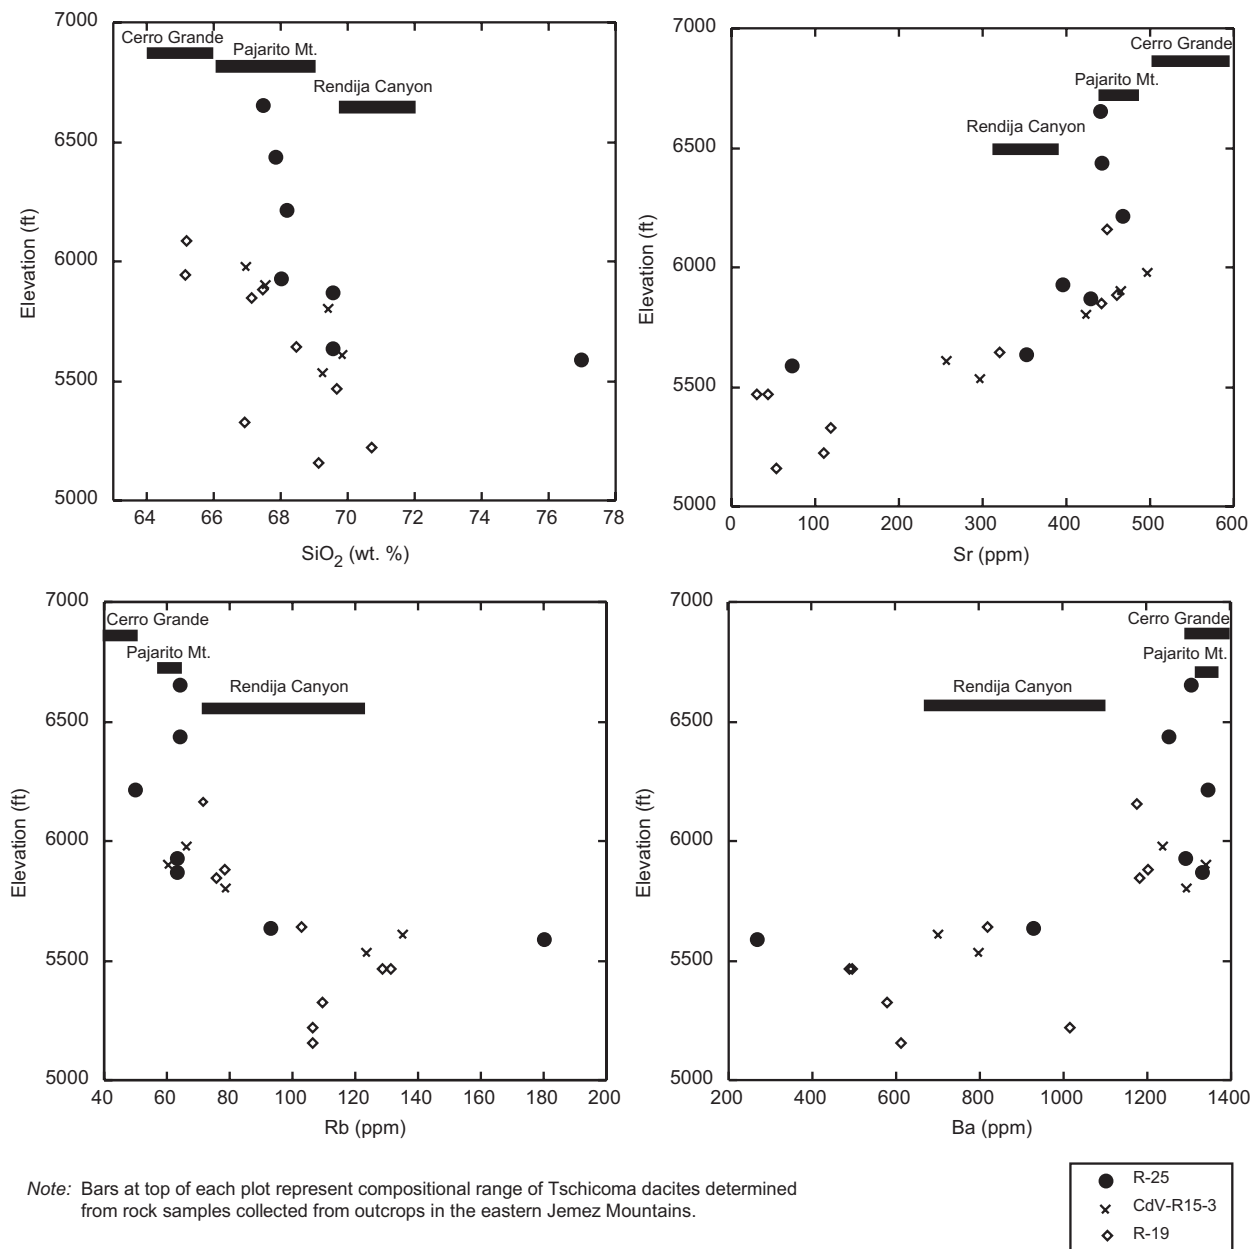 7000
6500
6000
5500
5000
Elevation (ft)
Cerro Grande
Pajarito Mt.
Rendija Canyon
64 66 68 70 72 74 76 78
SiO2 (wt. %)
7000
6500
6000
5500
5000
Elevation (ft)
Cerro Grande
Pajarito Mt.
Rendija Canyon
0 100 200 300 400 500 600
Sr (ppm)
7000
6500
6000
5500
5000
Elevation (ft)
Cerro Grande
Pajarito Mt.
Rendija Canyon
40 60 80 100 120 140 160 180 200
Rb (ppm)
7000
6500
6000
5500
5000
Elevation (ft)
Cerro Grande
Pajarito Mt.
Rendija Canyon
200 400 600 800 1000 1200 1400
Ba (ppm)
Note: Bars at top of each plot represent compositional range of Tschicoma dacites determined
from rock samples collected from outcrops in the eastern Jemez Mountains.
R-25
CdV-R15-3
R-19